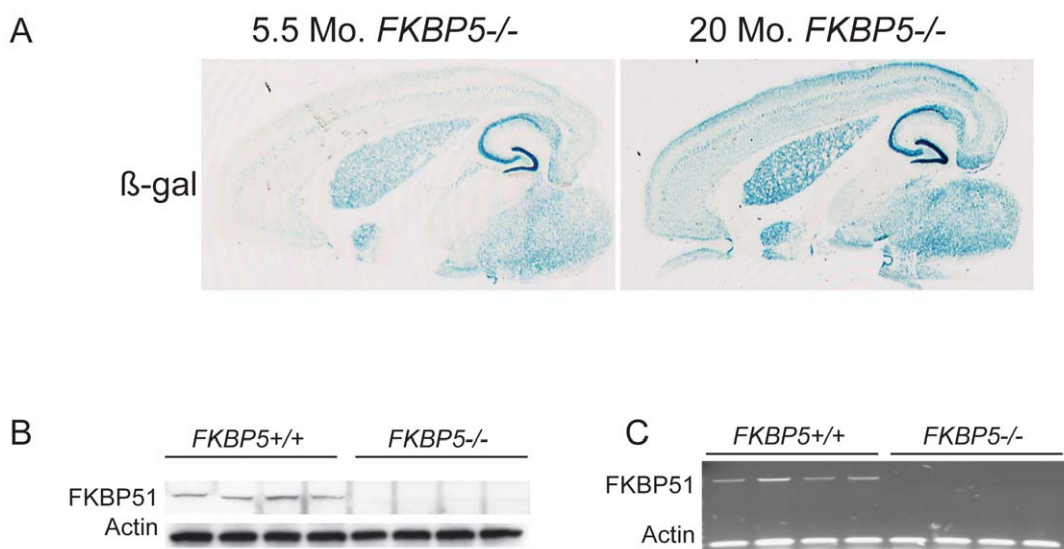 A
5.5 Mo. FKBP5-/-
20 Mo. FKBP5-/-
ß-gal
B
FKBP5+/+
FKBP5-/-
FKBP51
Actin
C
FKBP5+/+
FKBP5-/-
FKBP51
Actin